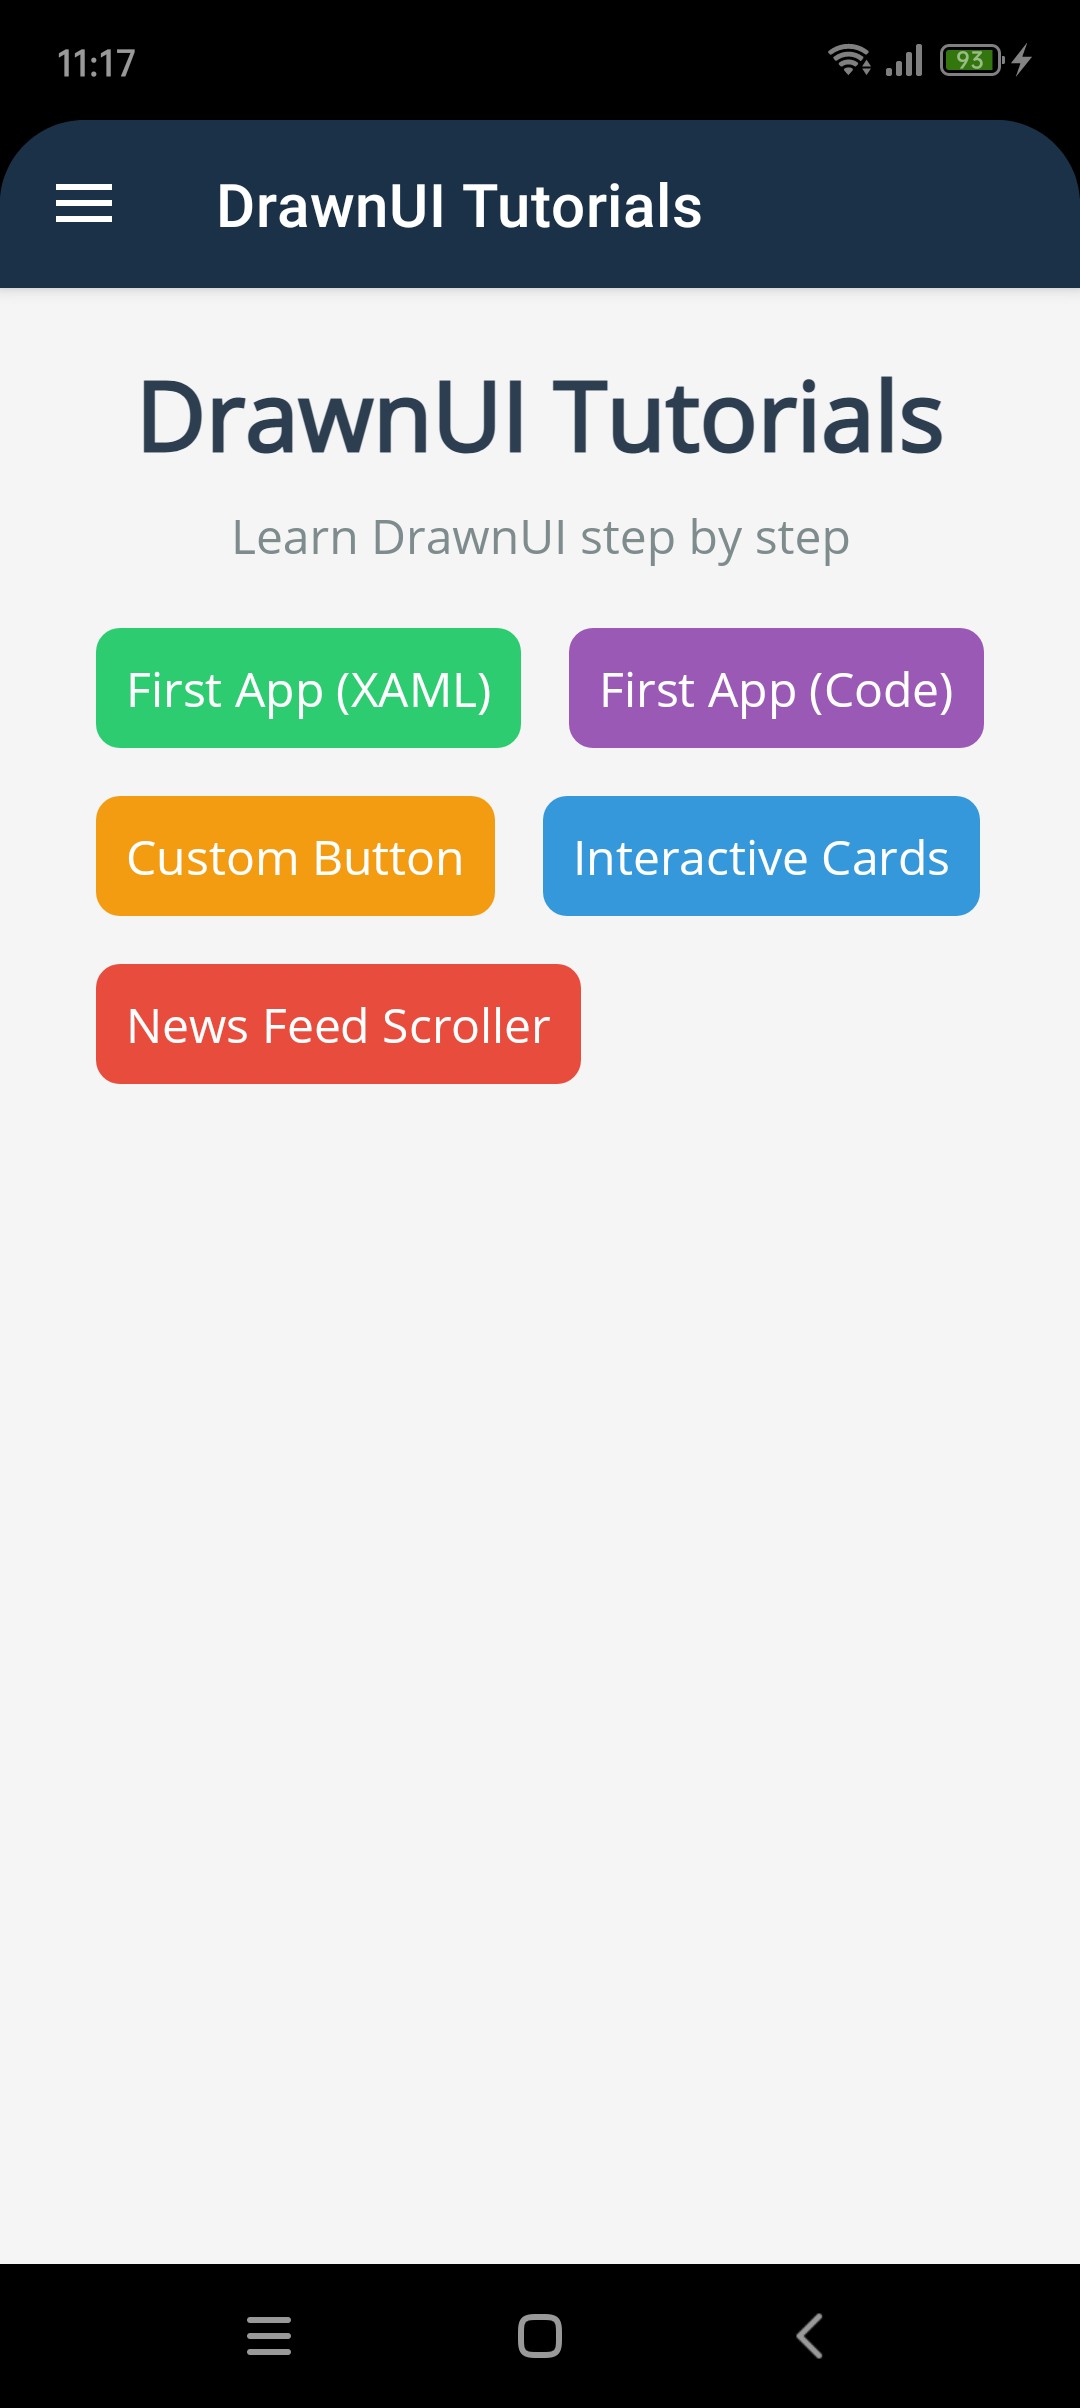 11:17
93
DrawnUI Tutorials
DrawnUI Tutorials
Learn DrawnUI step by step
First App (XAML)
First App (Code)
Custom Button
Interactive Cards
News Feed Scroller